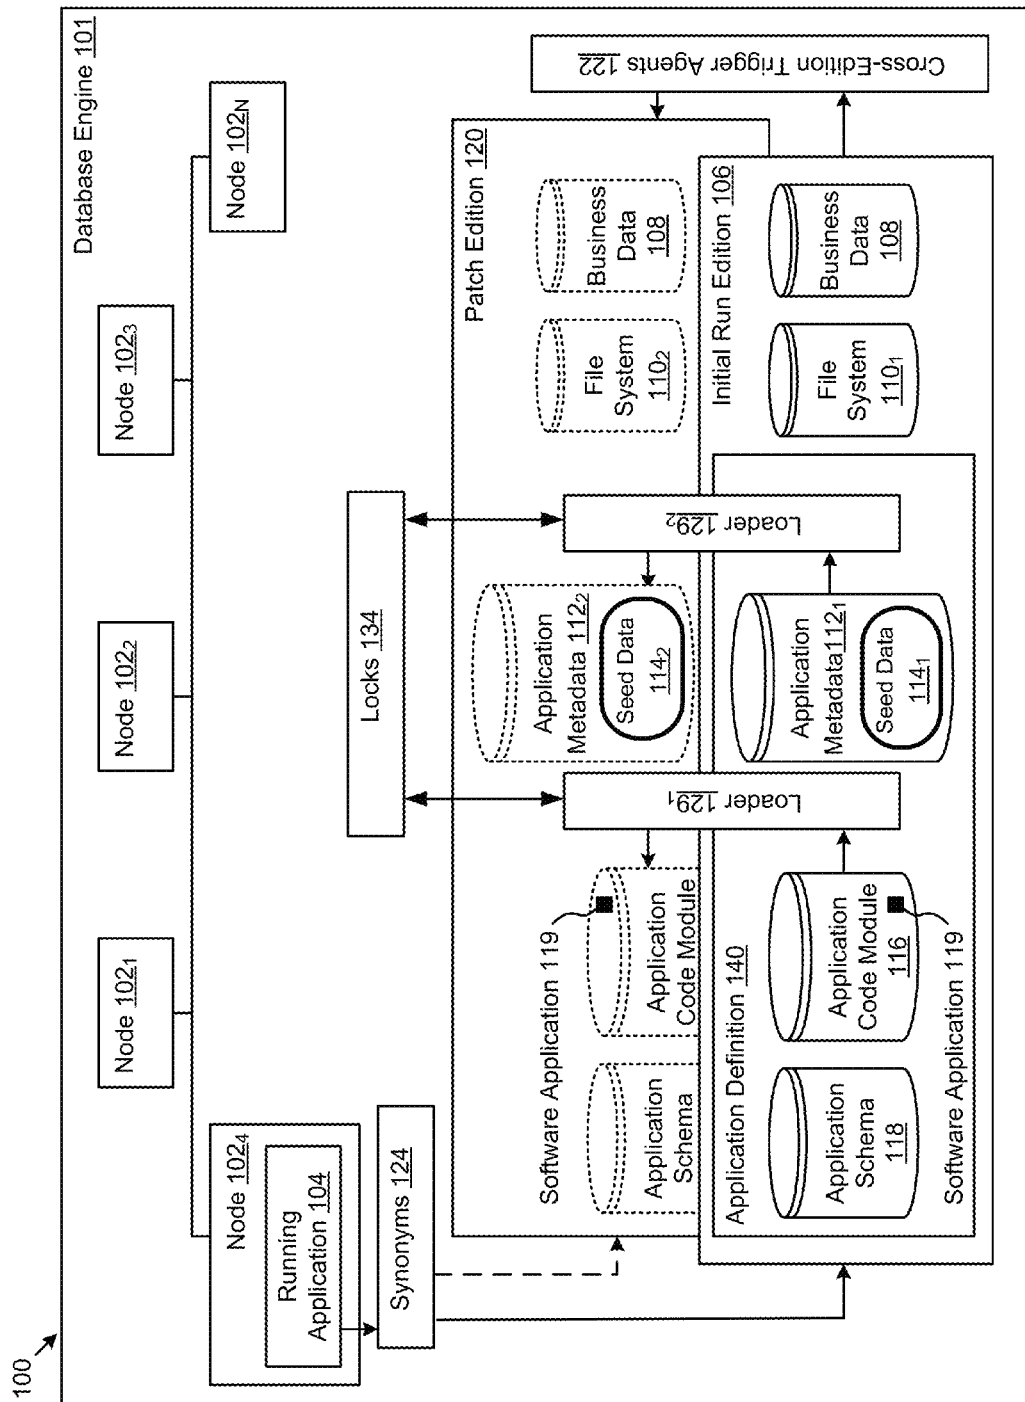 100
Database Engine 101
Node 102₁
Node 102₂
Node 102₃
Node 102N
Node 102₄
Running
Application 104
Synonyms 124
Locks 134
Patch Edition 120
Software Application 119
Application
Schema
Application
Code Module
Loader 129₁
Application
Metadata 112₂
Seed Data
114₂
Loader 129₂
File
System
110₂
Business
Data
108
Cross-Edition Trigger Agents 122
Initial Run Edition 106
Application Definition 140
Application
Schema
118
Application
Code Module
116
Software Application 119
Application
Metadata112₁
Seed Data
114₁
File
System
110₁
Business
Data
108